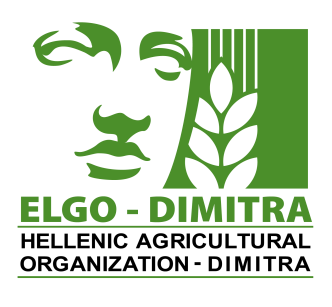 ELGO - DIMITRA
HELLENIC AGRICULTURAL
ORGANIZATION - DIMITRA